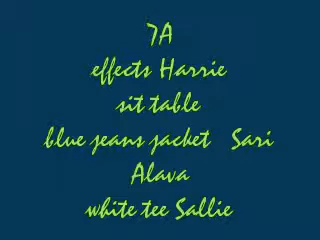 7A
effects Harrie
sit table
blue jeans jacket Sari
Alava
white tee Sallie